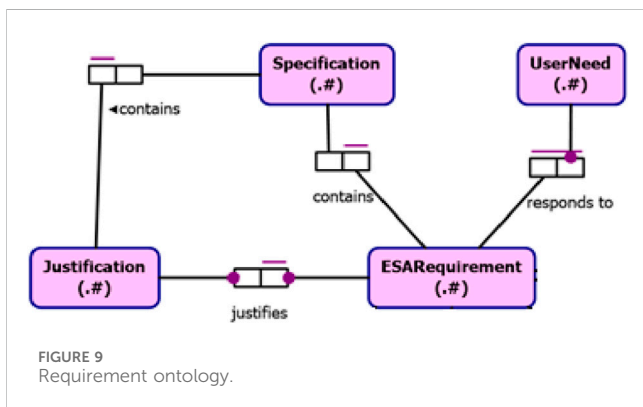 Specification
(.#)
UserNeed
(.#)
◄contains
contains
responds to
Justification
(.#)
ESARequirement
(.#)
justifies
FIGURE 9
Requirement ontology.